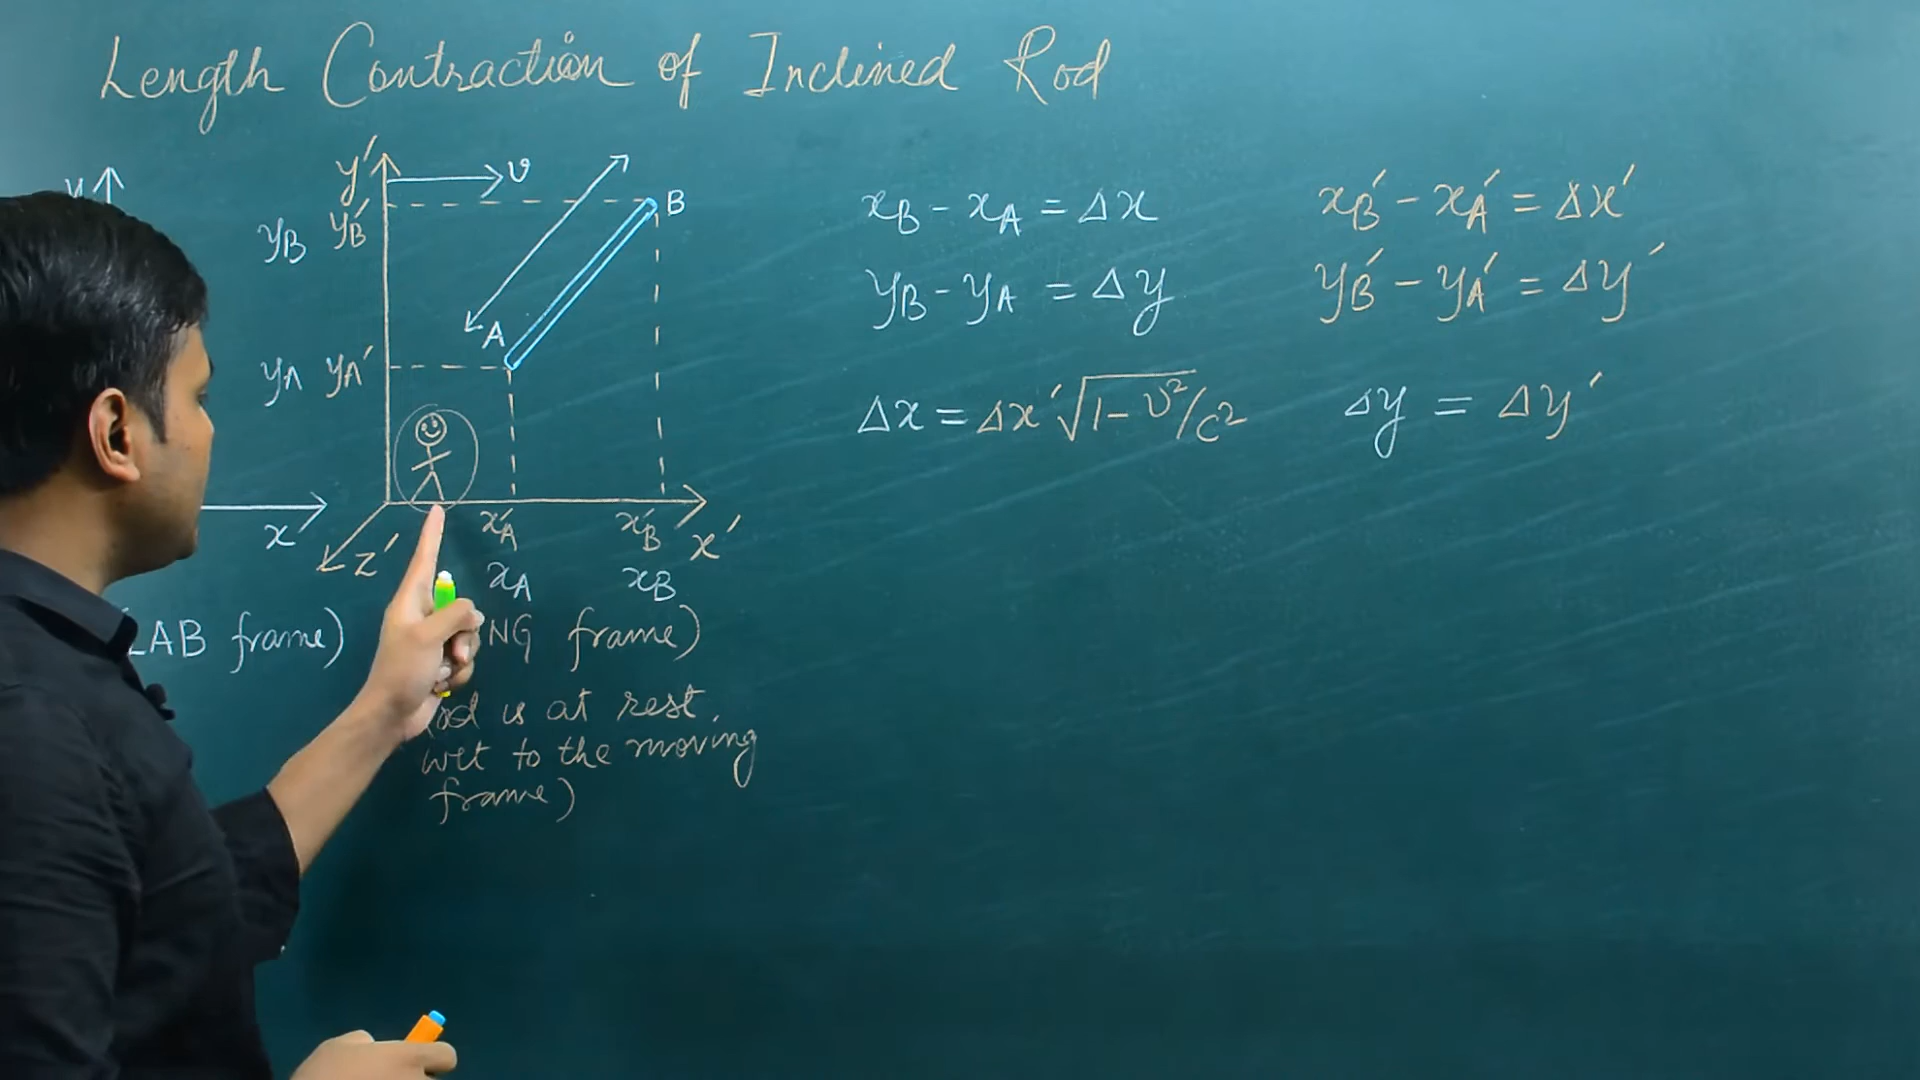 Length Contraction of Inclined Rod
y
y′
v
yB yB′
B
A
yA yA′
x
z′
xA′ xB′ x′
xA xB
LAB frame)
NG frame)
is at rest
wrt to the moving
frame)
xB - xA = Δx
xB′ - xA′ = Δx′
yB - yA = Δy
yB′ - yA′ = Δy′
Δx = Δx′ √1 - v²/c²
Δy = Δy′